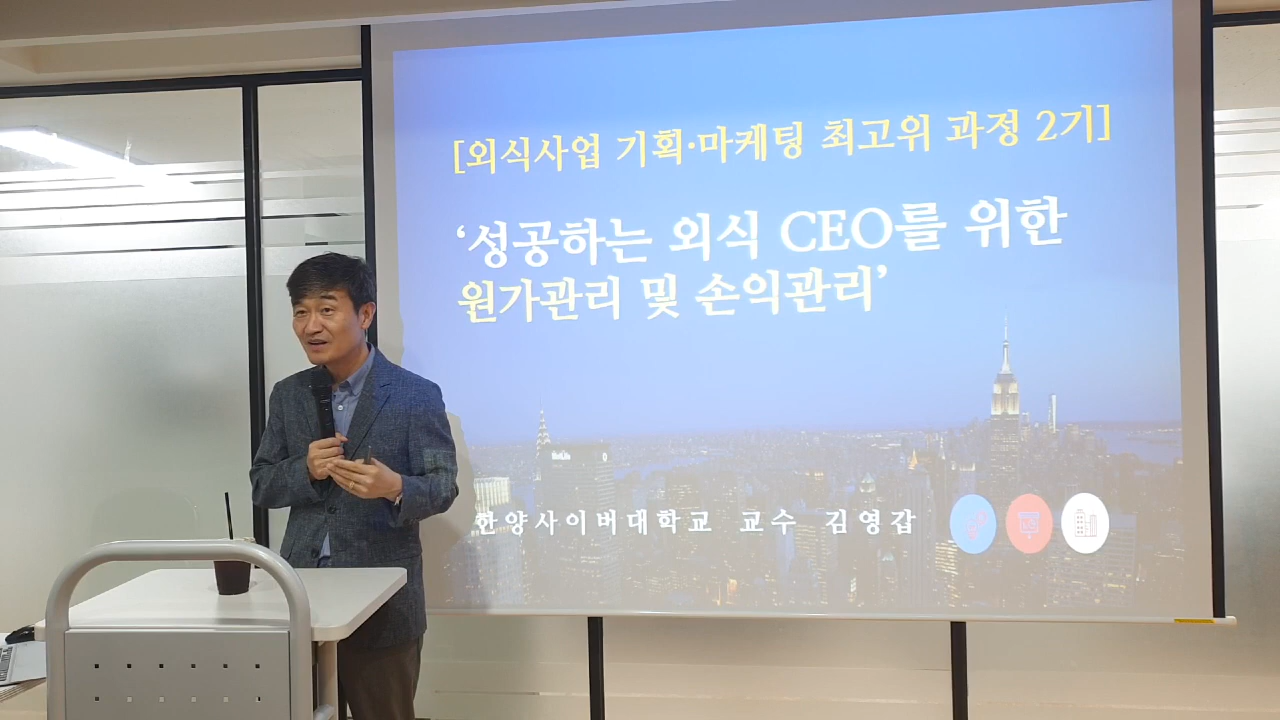 [외식사업 기획·마케팅 최고위 과정 2기]
‘성공하는 외식 CEO를 위한
원가관리 및 손익관리’
한양사이버대학교 교수 김영갑